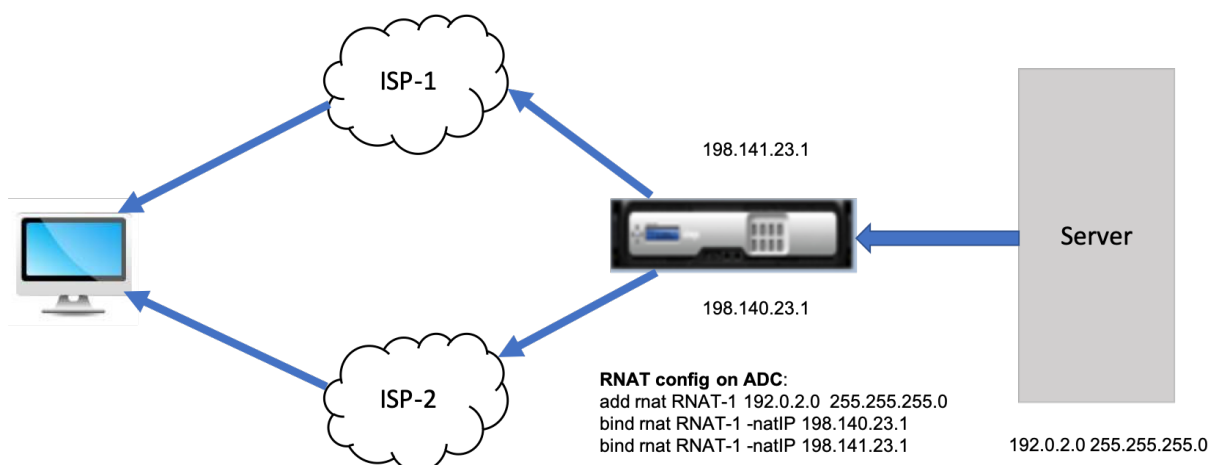 ISP-1
198.141.23.1
Server
198.140.23.1
ISP-2
RNAT config on ADC:
add rnat RNAT-1 192.0.2.0 255.255.255.0
bind rnat RNAT-1 -natIP 198.140.23.1
bind rnat RNAT-1 -natIP 198.141.23.1
192.0.2.0 255.255.255.0